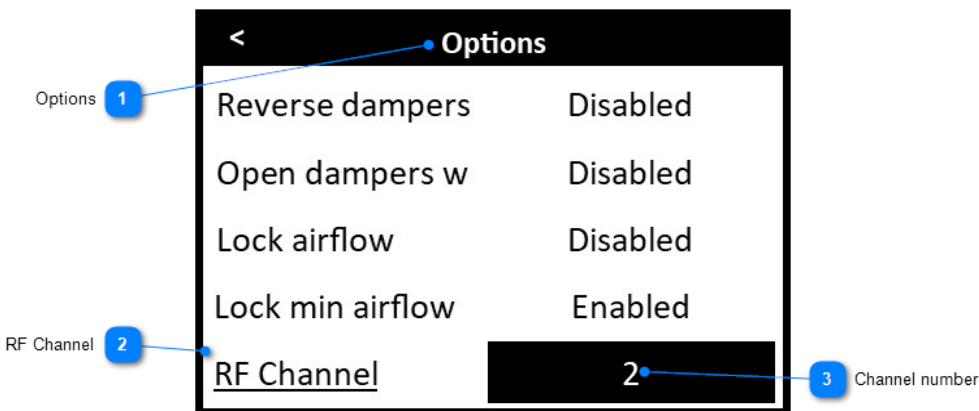 < Options
Options 1
Reverse dampers Disabled
Open dampers w Disabled
Lock airflow Disabled
Lock min airflow Enabled
RF Channel 2
RF Channel 2
3 Channel number